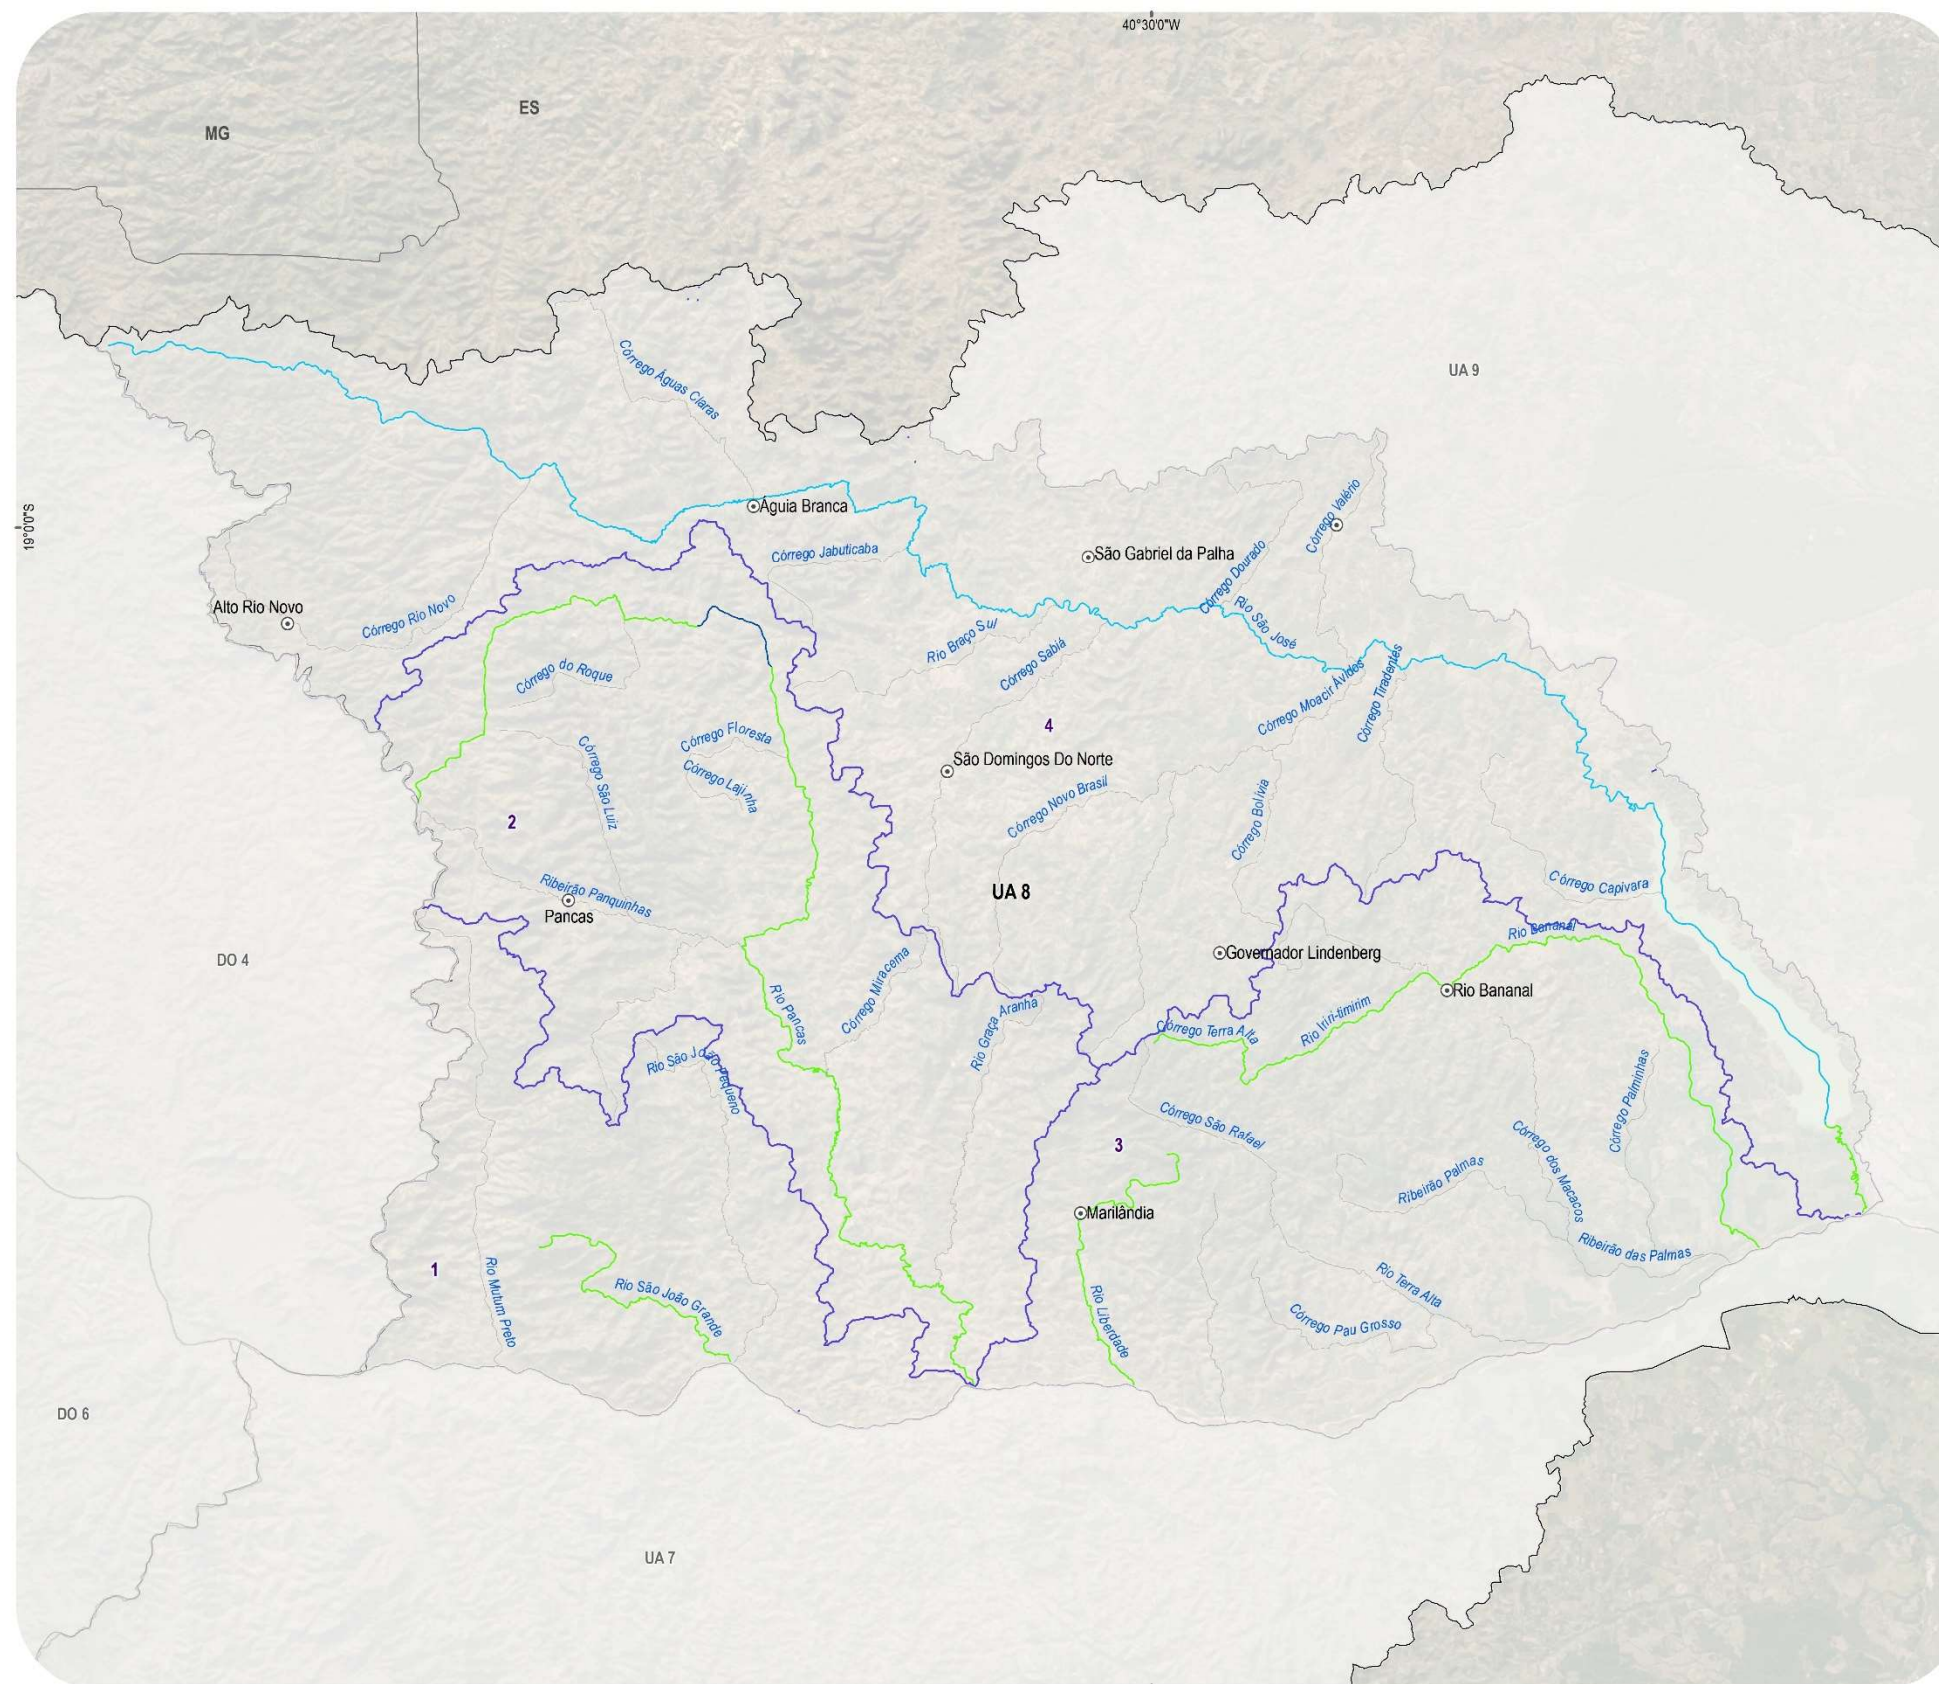 40°30'0"W
ES
MG
UA 9
Córrego Águas Claras
Águia Branca
Córrego Valério
19°0'0"S
São Gabriel da Palha
Córrego Jabuticaba
Córrego Dourado
Alto Rio Novo
Córrego Rio Novo
Rio São José
Rio Braço Sul
Córrego Sabiá
Córrego do Roque
Córrego Moacir Ávidos
Córrego Tiradentes
4
Córrego Floresta
São Domingos Do Norte
Córrego São Luiz
Córrego Lajinha
Córrego Novo Brasil
2
Córrego Bolívia
UA 8
Ribeirão Panquinhas
Córrego Capivara
Pancas
Rio Bananal
DO 4
Governador Lindenberg
Córrego Miracema
Rio Bananal
Rio Pancas
Rio Graça Aranha
Córrego Terra Alta
Rio Iriri-timirim
Rio São João Pequeno
Córrego Palminhas
Córrego São Rafael
3
Córrego dos Macacos
Ribeirão Palmas
Marilândia
Ribeirão das Palmas
1
Rio Mutum Preto
Rio São João Grande
Rio Terra Alta
Rio Liberdade
Córrego Pau Grosso
DO 6
UA 7